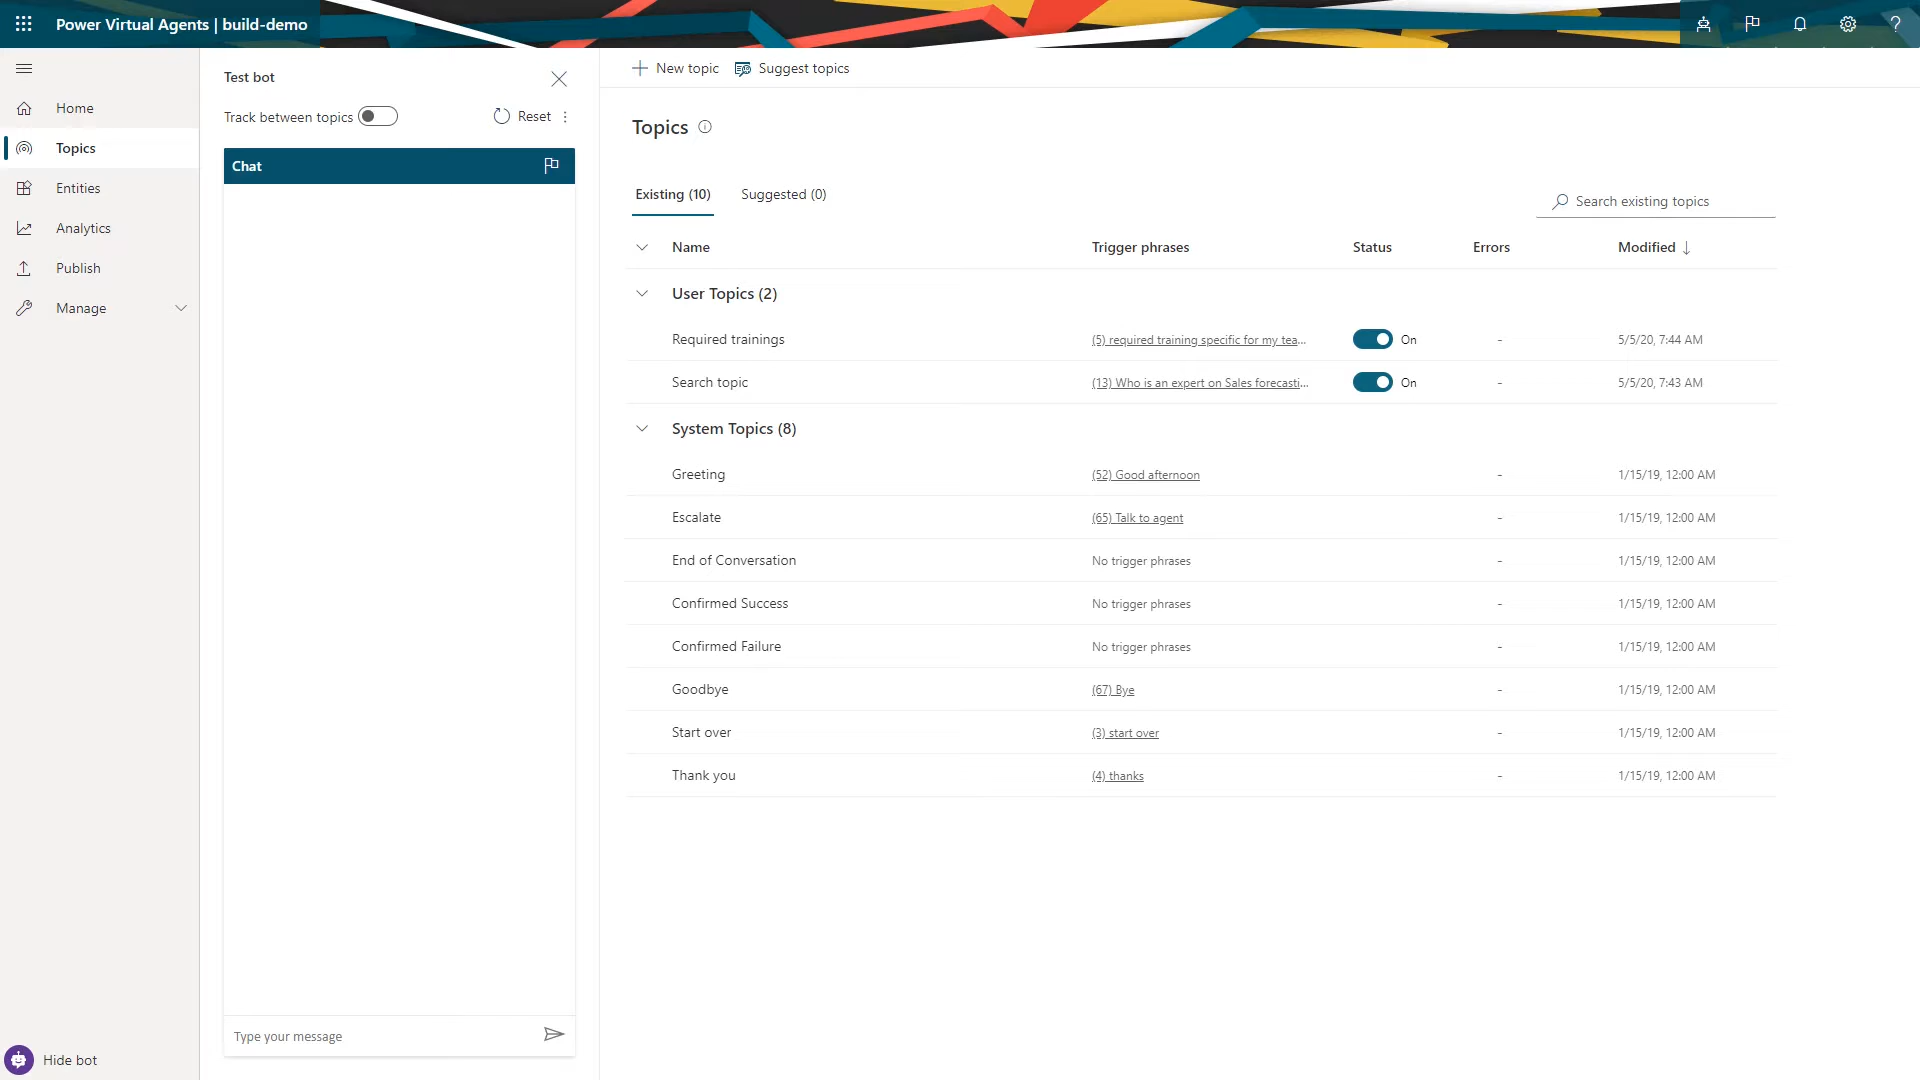 Power Virtual Agents | build-demo
Home
Topics
Entities
Analytics
Publish
Manage
Hide bot
Test bot
Track between topics
Reset
Chat
Type your message
New topic
Suggest topics
Topics
Existing (10)
Suggested (0)
Search existing topics
Name Trigger phrases Status Errors Modified
User Topics (2)
Required trainings (5) required training specific for my tea... On - 5/5/20, 7:44 AM
Search topic (13) Who is an expert on Sales forecasti... On - 5/5/20, 7:43 AM
System Topics (8)
Greeting (52) Good afternoon - 1/15/19, 12:00 AM
Escalate (65) Talk to agent - 1/15/19, 12:00 AM
End of Conversation No trigger phrases - 1/15/19, 12:00 AM
Confirmed Success No trigger phrases - 1/15/19, 12:00 AM
Confirmed Failure No trigger phrases - 1/15/19, 12:00 AM
Goodbye (67) Bye - 1/15/19, 12:00 AM
Start over (3) start over - 1/15/19, 12:00 AM
Thank you (4) thanks - 1/15/19, 12:00 AM